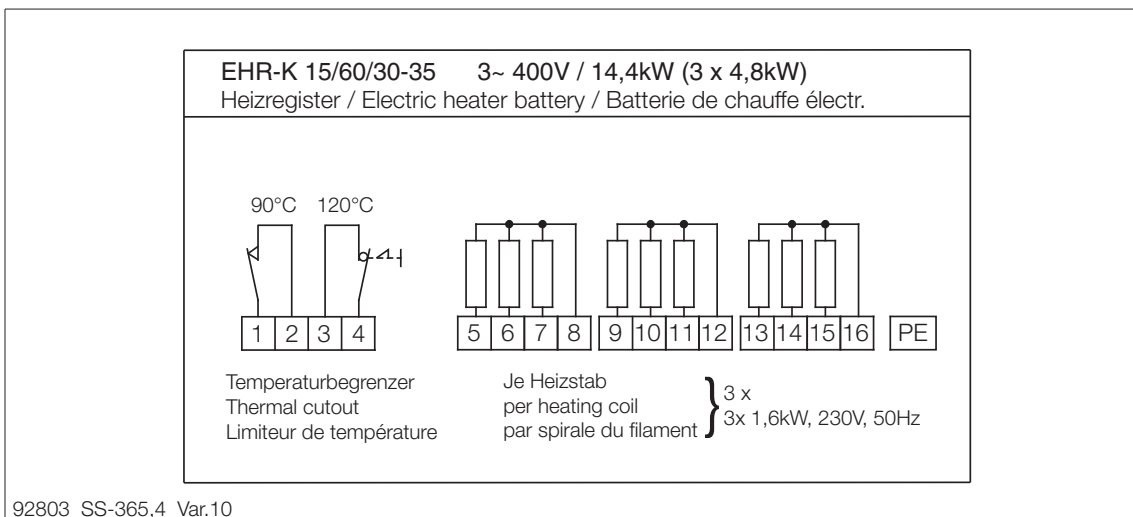 EHR-K 15/60/30-35 3~ 400V / 14,4kW (3 x 4,8kW)
Heizregister / Electric heater battery / Batterie de chauffe électr.
90°C 120°C
1 2 3 4 5 6 7 8 9 10 11 12 13 14 15 16 PE
Temperaturbegrenzer
Thermal cutout
Limiteur de température
Je Heizstab
per heating coil
par spirale du filament
3 x
3x 1,6kW, 230V, 50Hz
92803 SS-365,4 Var.10